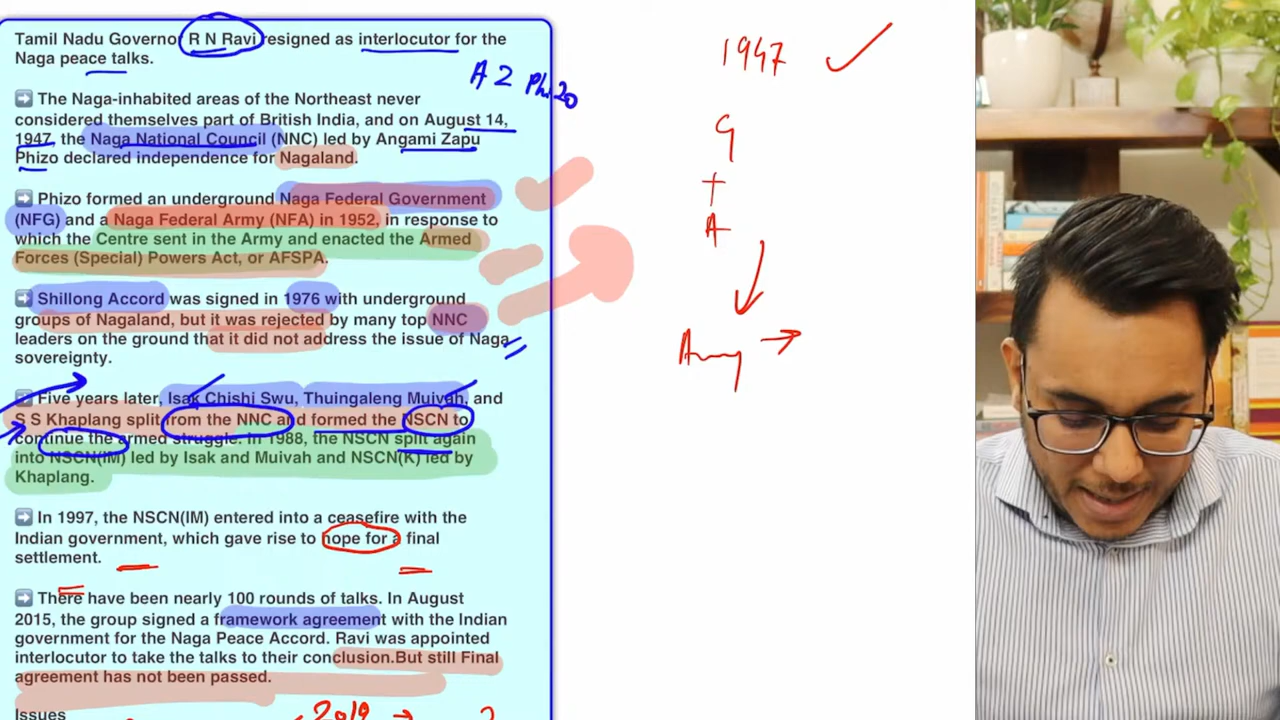 Tamil Nadu Governor R N Ravi resigned as interlocutor for the
Naga peace talks.
A Z Phizo
➡ The Naga-inhabited areas of the Northeast never
considered themselves part of British India, and on August 14,
1947, the Naga National Council (NNC) led by Angami Zapu
Phizo declared independence for Nagaland.
➡ Phizo formed an underground Naga Federal Government
(NFG) and a Naga Federal Army (NFA) in 1952, in response to
which the Centre sent in the Army and enacted the Armed
Forces (Special) Powers Act, or AFSPA.
➡ Shillong Accord was signed in 1976 with underground
groups of Nagaland, but it was rejected by many top NNC
leaders on the ground that it did not address the issue of Naga
sovereignty.
➡ Five years later, Isak Chishi Swu, Thuingaleng Muivah, and
S S Khaplang split from the NNC and formed the NSCN to
continue the armed struggle. In 1988, the NSCN split again
into NSCN(IM) led by Isak and Muivah and NSCN(K) led by
Khaplang.
➡ In 1997, the NSCN(IM) entered into a ceasefire with the
Indian government, which gave rise to hope for a final
settlement.
➡ There have been nearly 100 rounds of talks. In August
2015, the group signed a framework agreement with the Indian
government for the Naga Peace Accord. Ravi was appointed
interlocutor to take the talks to their conclusion.But still Final
agreement has not been passed.
Issues
2019 → ?
1947 ✓
G
+
A
Army →